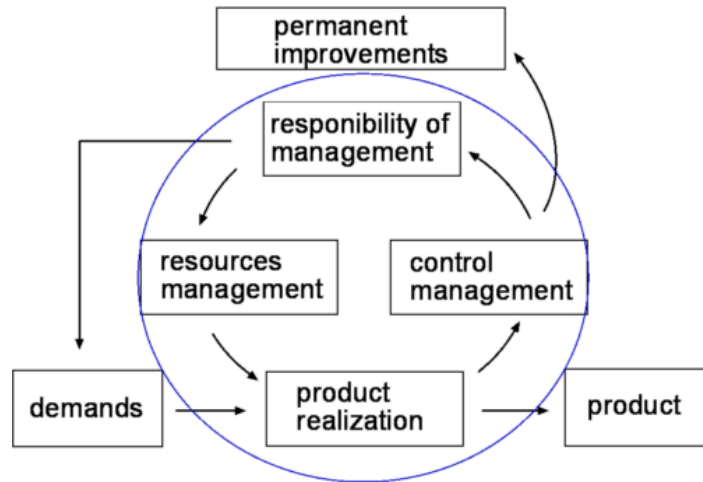 permanent
improvements
responibility of
management
resources
management
control
management
demands
product
realization
product